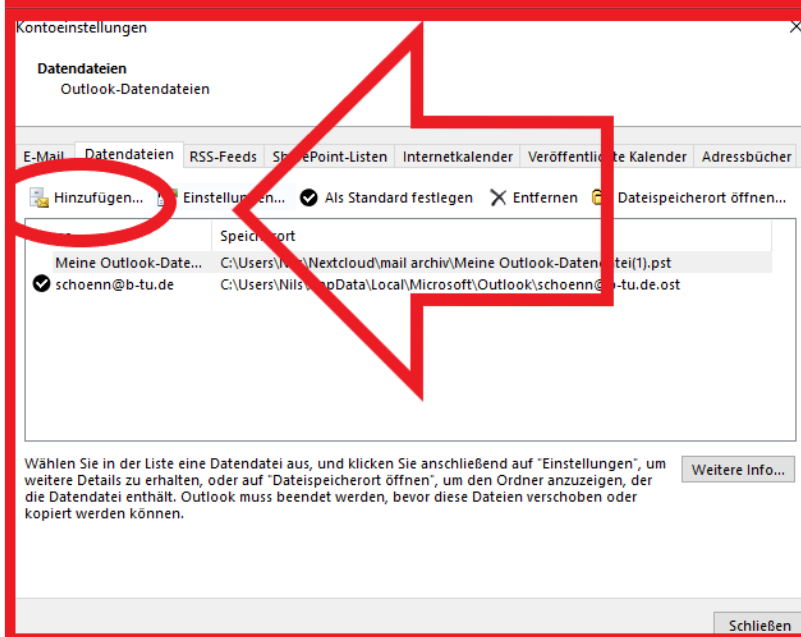 Kontoeinstellungen
Datendateien
Outlook-Datendateien
E-Mail Datendateien RSS-Feeds Internetkalender Kalender Adressbücher
Hinzufügen... Als Standard festlegen Entfernen Dateispeicherort öffnen...
Meine Outlook-Date...
schoenn@b-tu.de
Wählen Sie in der Liste eine Datendatei aus, und klicken Sie anschließend auf "Einstellungen", um
weitere Details zu erhalten, oder auf "Dateispeicherort öffnen", um den Ordner anzuzeigen, der
die Datendatei enthält. Outlook muss beendet werden, bevor diese Dateien verschoben oder
kopiert werden können.
Weitere Info...
Schließen